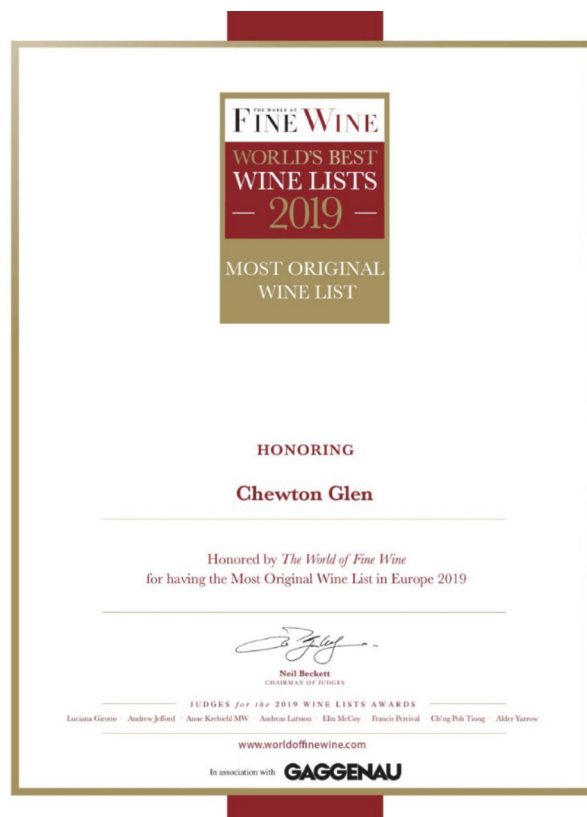 THE WORLD OF
FINE WINE
WORLD'S BEST
WINE LISTS
— 2019 —
MOST ORIGINAL
WINE LIST
HONORING
Chewton Glen
Honored by The World of Fine Wine
for having the Most Original Wine List in Europe 2019
Neil Beckett
CHAIRMAN OF JUDGES
JUDGES for the 2019 WINE LISTS AWARDS
Luciana Girotto · Andrew Jefford · Anne Krebiehl MW · Andreas Larsson · Elin McCoy · Francis Percival · Ch'ng Poh Tiong · Alder Yarrow
www.worldoffinewine.com
In association with GAGGENAU